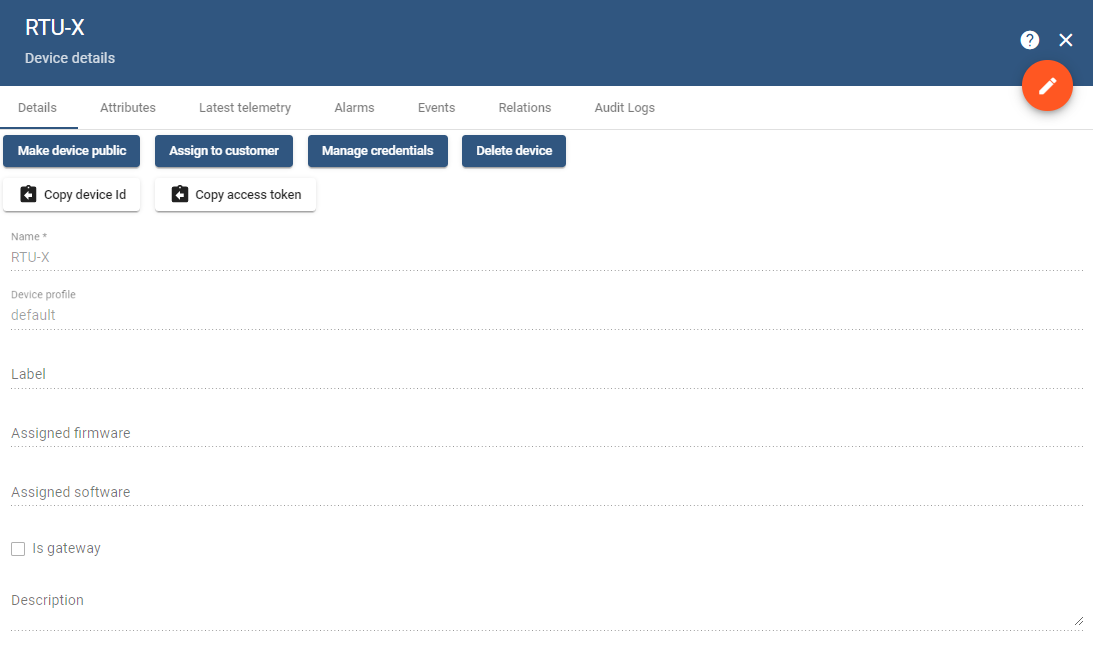 RTU-X
Device details
?
Details Attributes Latest telemetry Alarms Events Relations Audit Logs
Make device public Assign to customer Manage credentials Delete device
Copy device Id Copy access token
Name *
RTU-X
Device profile
default
Label
Assigned firmware
Assigned software
Is gateway
Description